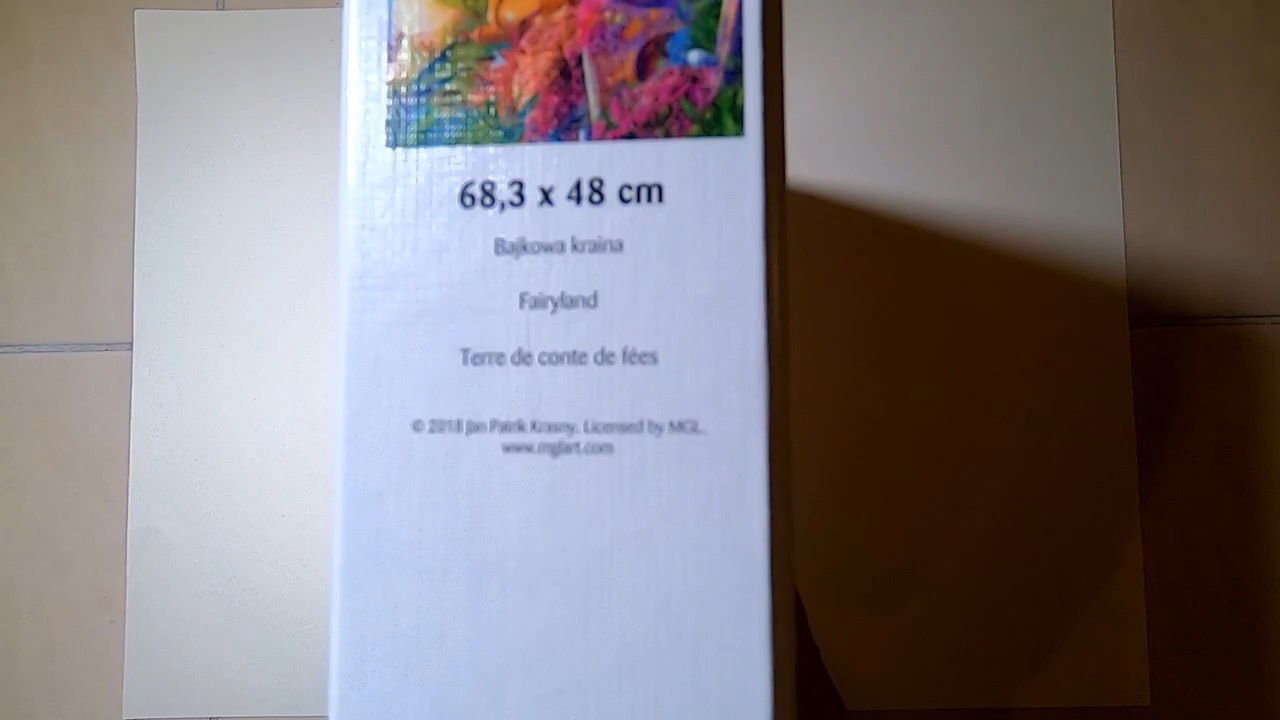 68,3 x 48 cm
Bajkowa kraina
Fairyland
Terre de conte de fées
© 2018 Jan Patrik Krasny. Licensed by MGL.
www.mglart.com